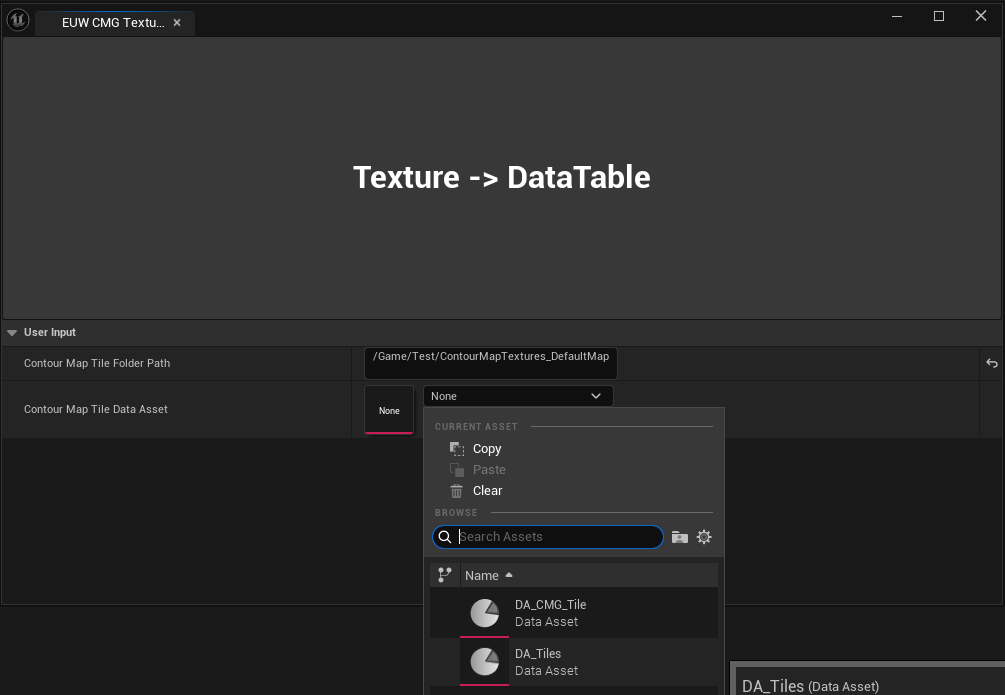 EUW CMG Textu...
Texture -> DataTable
User Input
Contour Map Tile Folder Path
/Game/Test/ContourMapTextures_DefaultMap
Contour Map Tile Data Asset
None
None
CURRENT ASSET
Copy
Paste
Clear
BROWSE
Search Assets
Name
DA_CMG_Tile
Data Asset
DA_Tiles
Data Asset
DA_Tiles (Data Asset)